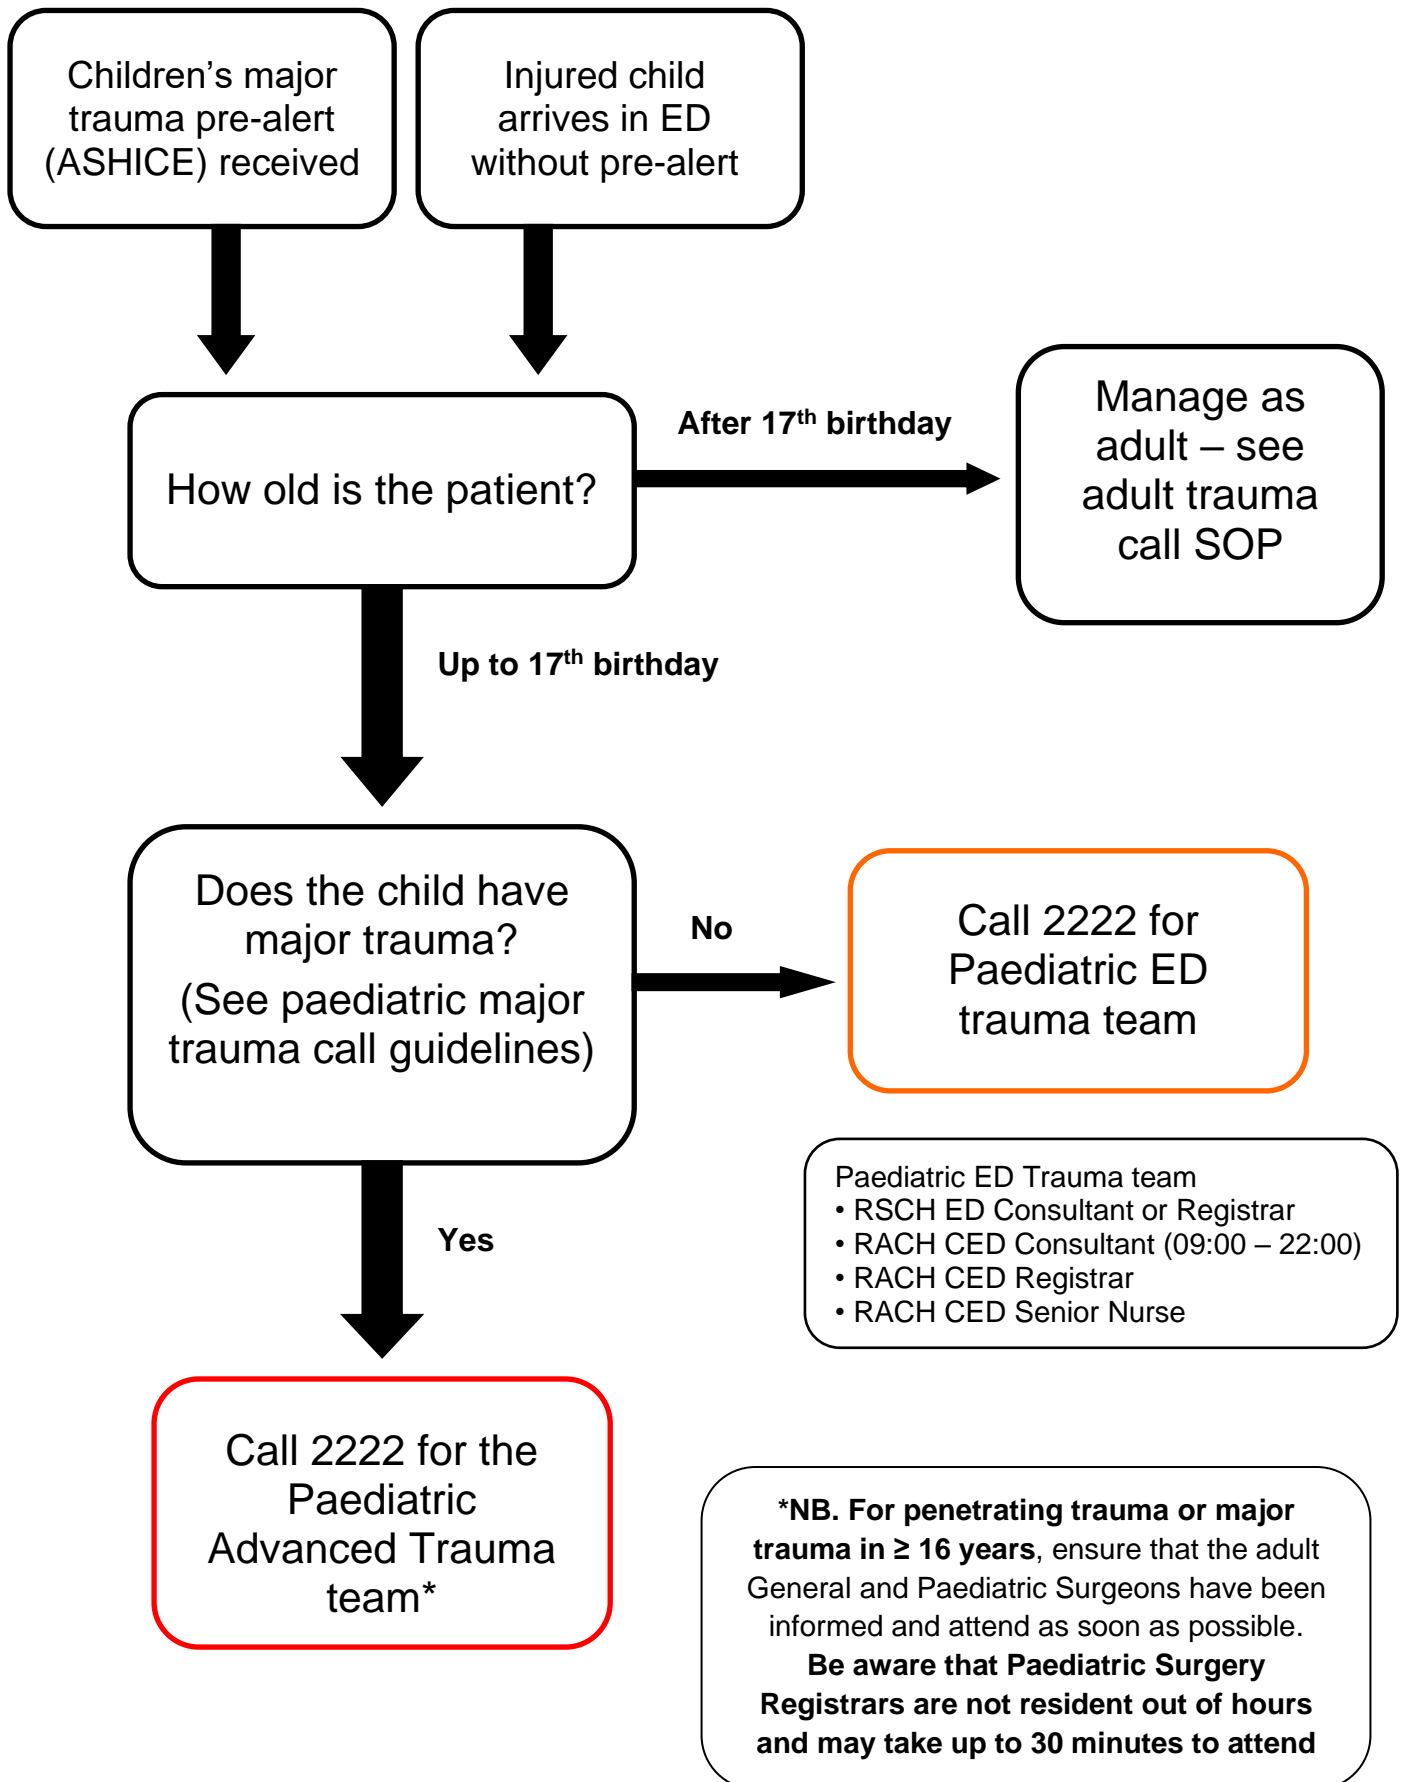 Children's major
trauma pre-alert
(ASHICE) received
Injured child
arrives in ED
without pre-alert
How old is the patient?
After 17th birthday
Manage as
adult – see
adult trauma
call SOP
Up to 17th birthday
Does the child have
major trauma?
(See paediatric major
trauma call guidelines)
No
Call 2222 for
Paediatric ED
trauma team
Paediatric ED Trauma team
• RSCH ED Consultant or Registrar
• RACH CED Consultant (09:00 – 22:00)
• RACH CED Registrar
• RACH CED Senior Nurse
Yes
Call 2222 for the
Paediatric
Advanced Trauma
team*
*NB. For penetrating trauma or major
trauma in ≥ 16 years, ensure that the adult
General and Paediatric Surgeons have been
informed and attend as soon as possible.
Be aware that Paediatric Surgery
Registrars are not resident out of hours
and may take up to 30 minutes to attend